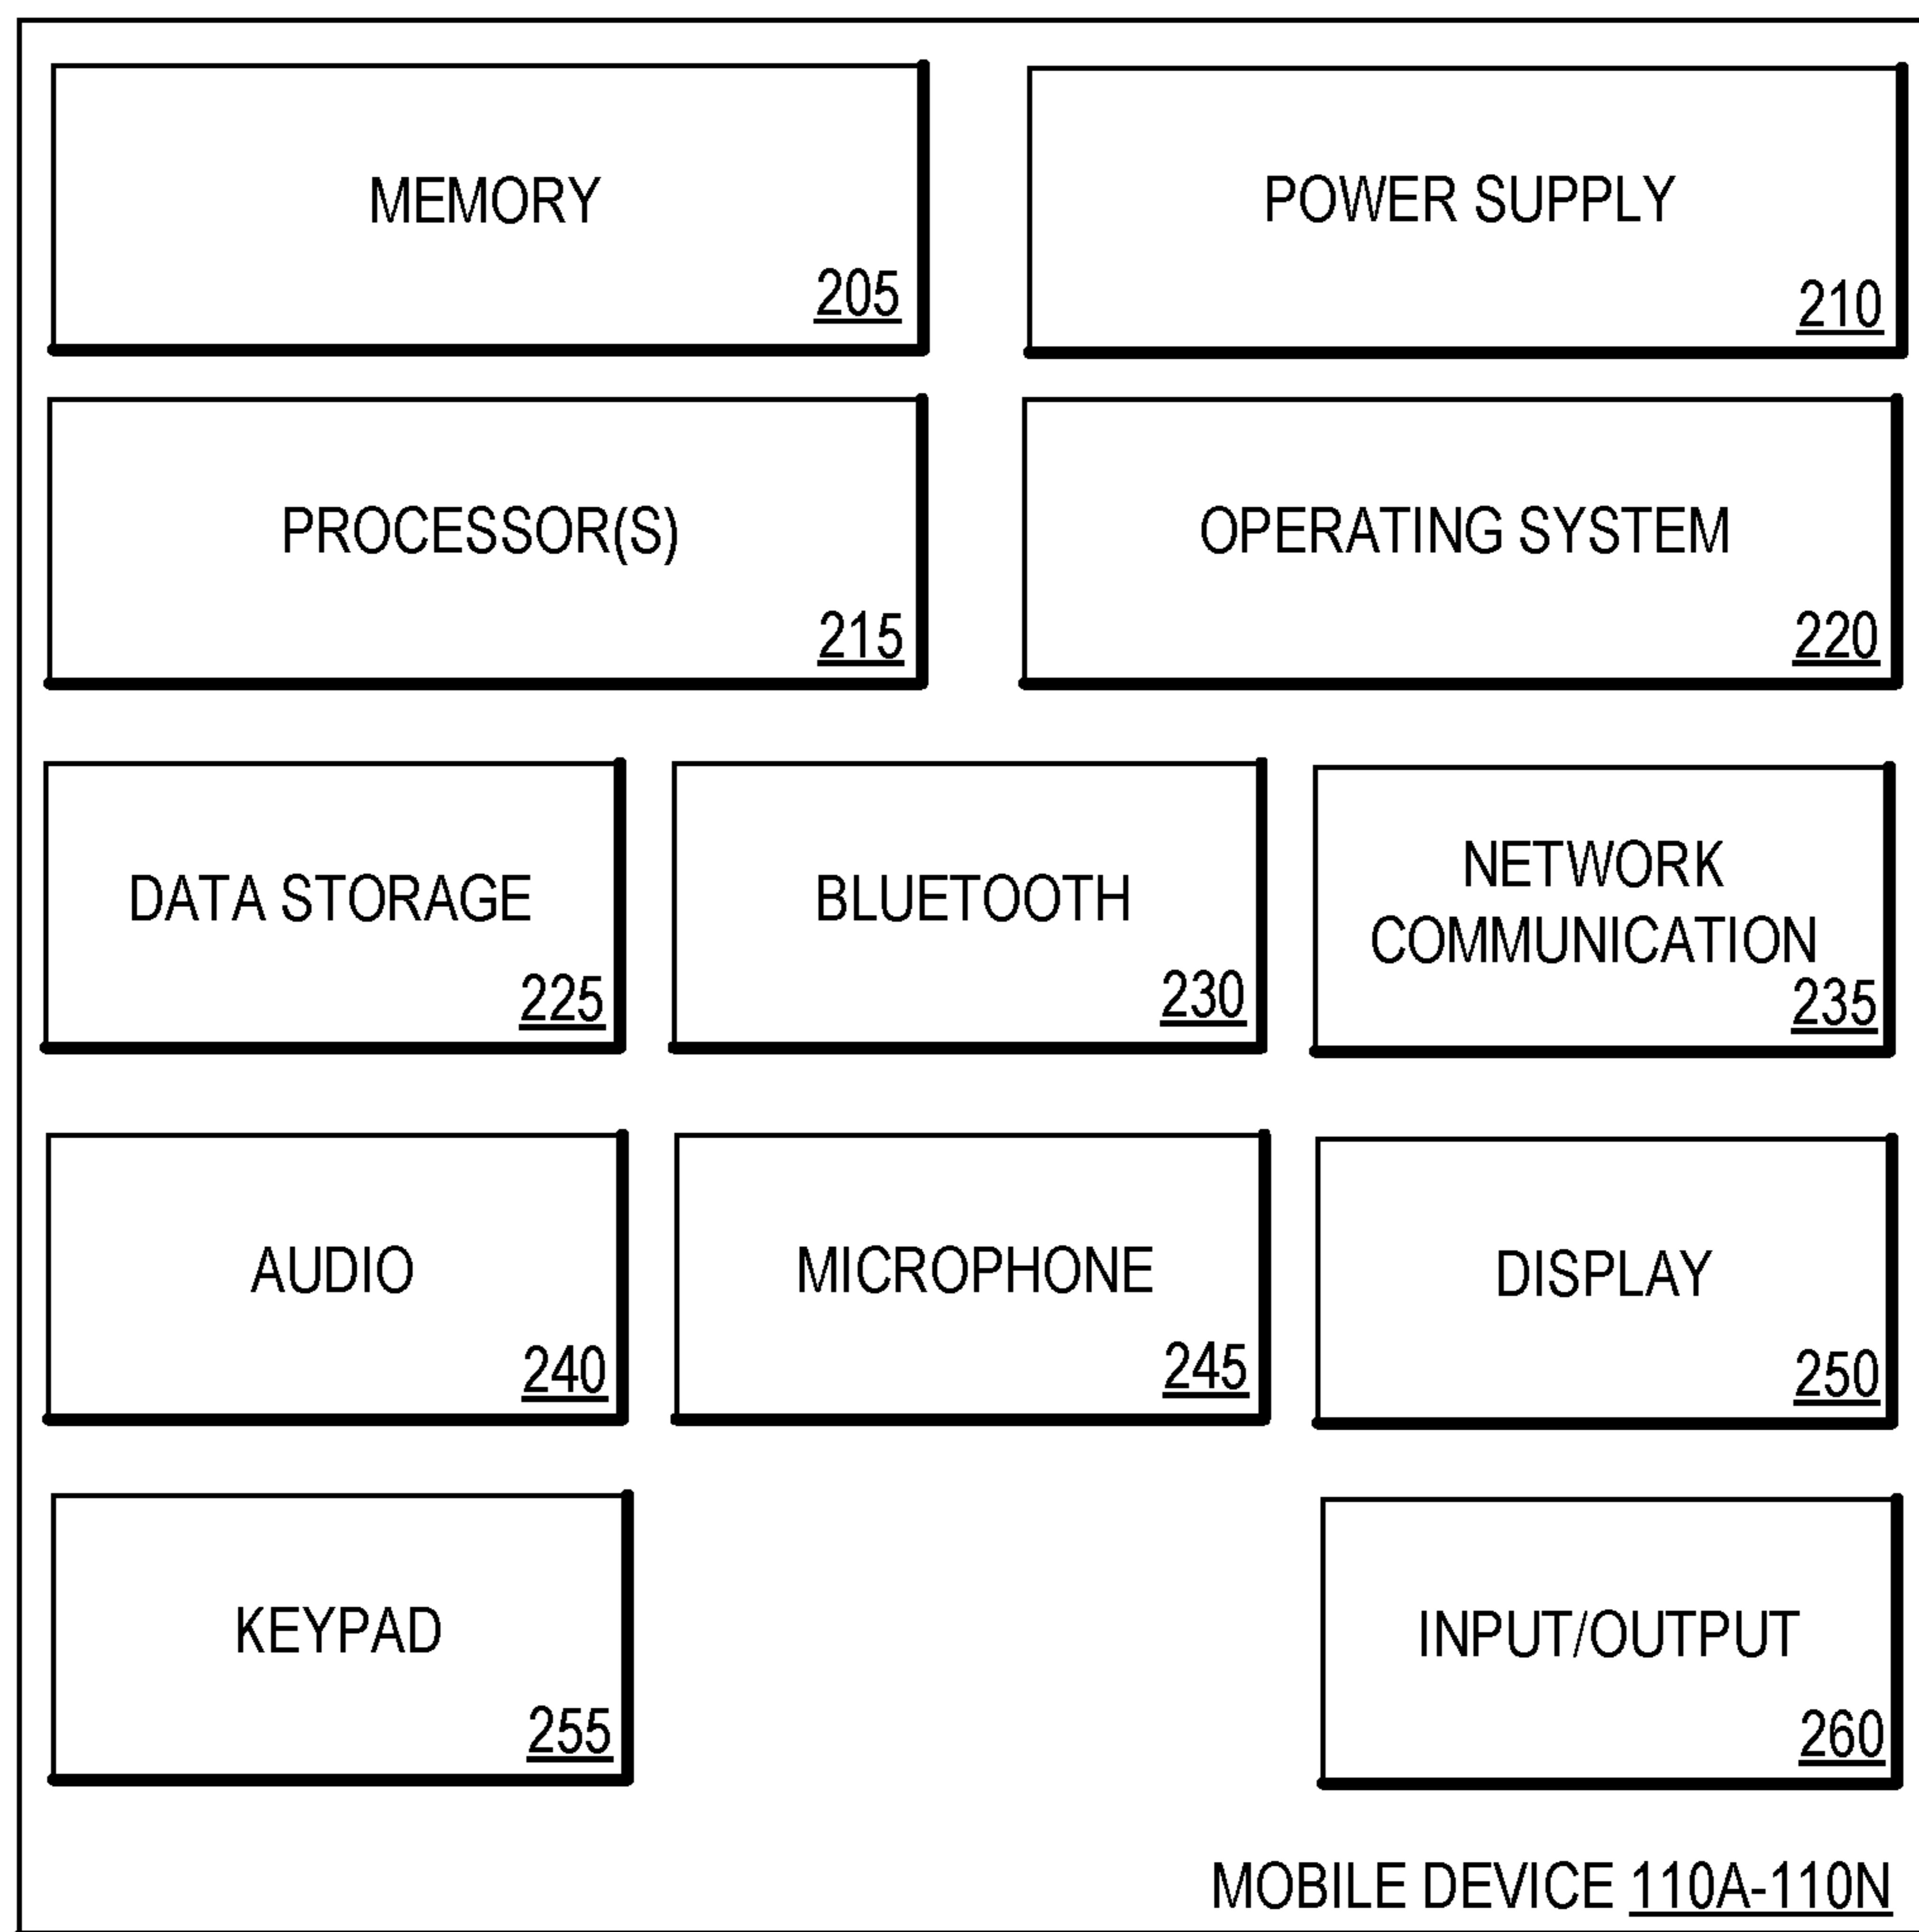 MEMORY
205
POWER SUPPLY
210
PROCESSOR(S)
215
OPERATING SYSTEM
220
DATA STORAGE
225
BLUETOOTH
230
NETWORK
COMMUNICATION
235
AUDIO
240
MICROPHONE
245
DISPLAY
250
KEYPAD
255
INPUT/OUTPUT
260
MOBILE DEVICE 110A-110N